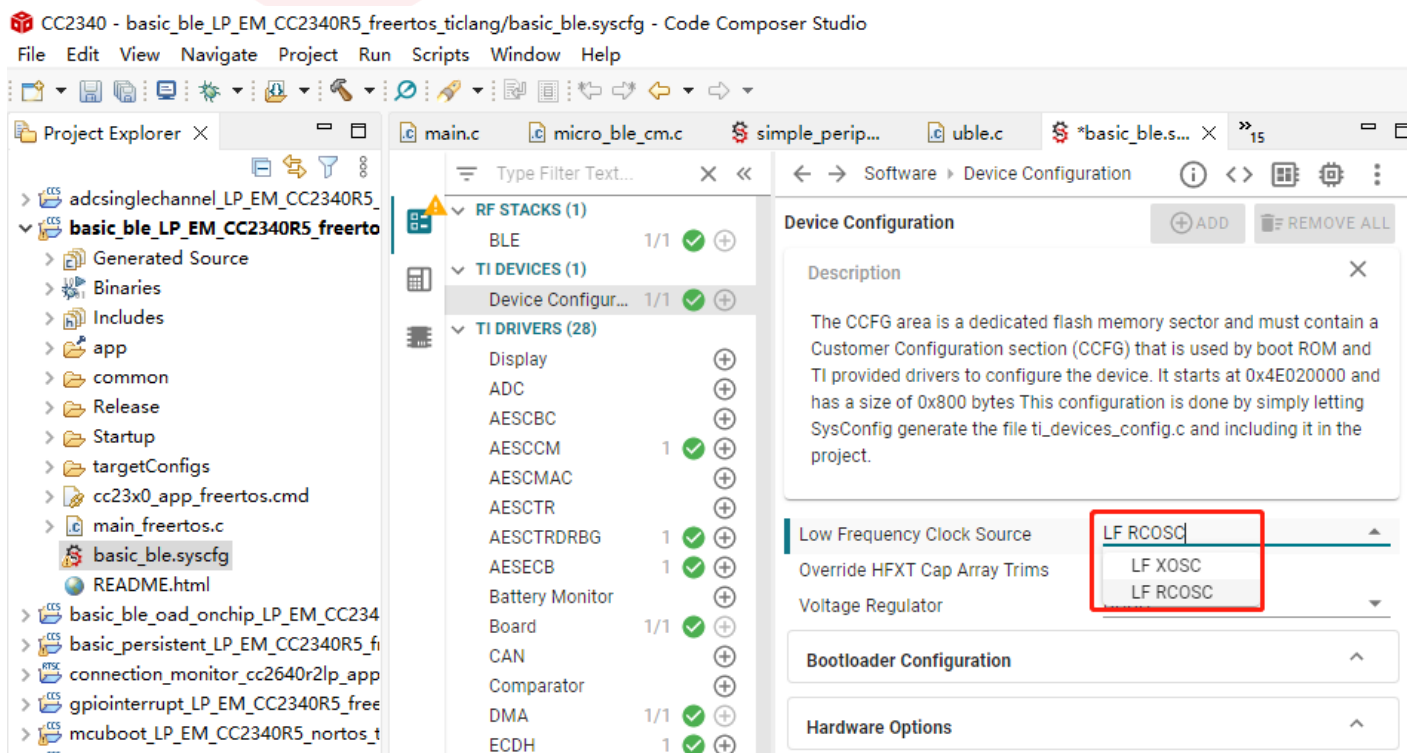 CC2340 - basic_ble_LP_EM_CC2340R5_freertos_ticlang/basic_ble.syscfg - Code Composer Studio
File Edit View Navigate Project Run Scripts Window Help
Project Explorer
main.c micro_ble_cm.c simple_perip... uble.c *basic_ble.s... »15
adcsinglechannel_LP_EM_CC2340R5_
basic_ble_LP_EM_CC2340R5_freerto
Generated Source
Binaries
Includes
app
common
Release
Startup
targetConfigs
cc23x0_app_freertos.cmd
main_freertos.c
basic_ble.syscfg
README.html
basic_ble_oad_onchip_LP_EM_CC234
basic_persistent_LP_EM_CC2340R5_f
connection_monitor_cc2640r2lp_app
gpiointerrupt_LP_EM_CC2340R5_free
mcuboot_LP_EM_CC2340R5_nortos_t
Type Filter Text...
RF STACKS (1)
BLE 1/1
TI DEVICES (1)
Device Configur... 1/1
TI DRIVERS (28)
Display
ADC
AESCBC
AESCCM 1
AESCMAC
AESCTR
AESCTRDRBG 1
AESECB 1
Battery Monitor
Board 1/1
CAN
Comparator
DMA 1/1
ECDH 1
Software Device Configuration
Device Configuration
ADD REMOVE ALL
Description
The CCFG area is a dedicated flash memory sector and must contain a
Customer Configuration section (CCFG) that is used by boot ROM and
TI provided drivers to configure the device. It starts at 0x4E020000 and
has a size of 0x800 bytes This configuration is done by simply letting
SysConfig generate the file ti_devices_config.c and including it in the
project.
Low Frequency Clock Source LF RCOSC
LF XOSC
LF RCOSC
Override HFXT Cap Array Trims
Voltage Regulator
Bootloader Configuration
Hardware Options